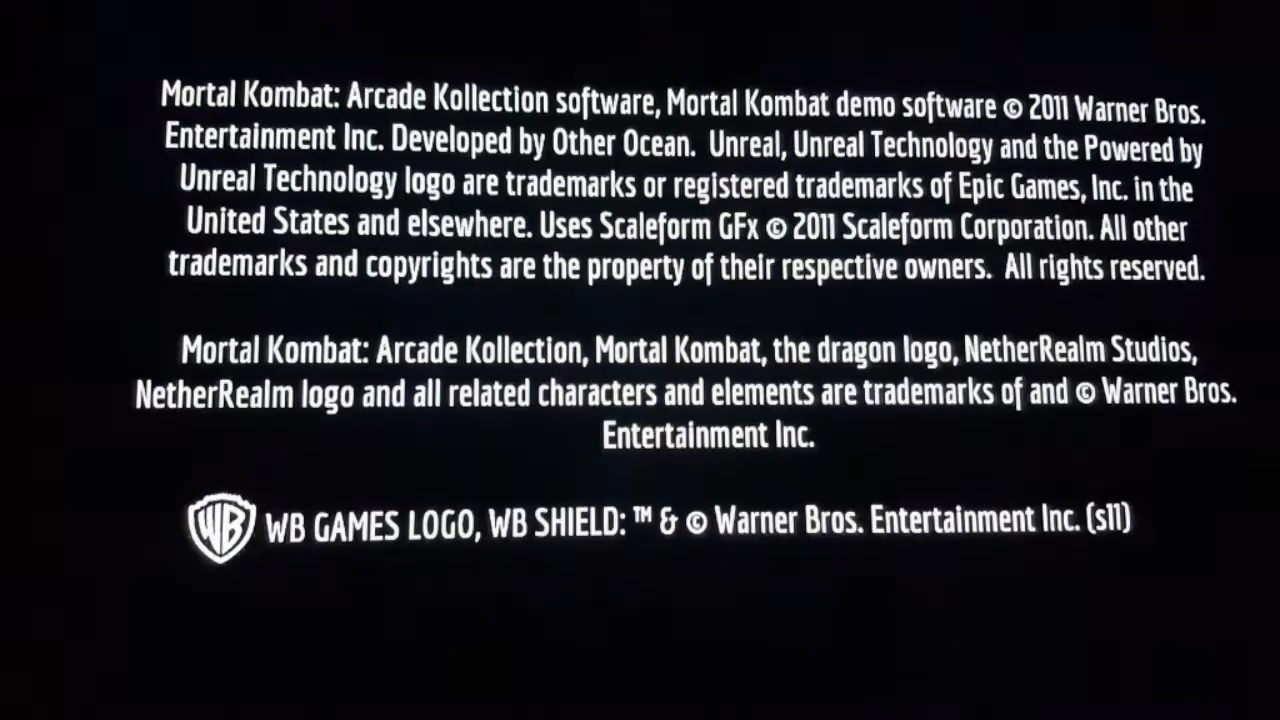 Mortal Kombat: Arcade Kollection software, Mortal Kombat demo software © 2011 Warner Bros.
Entertainment Inc. Developed by Other Ocean.  Unreal, Unreal Technology and the Powered by
Unreal Technology logo are trademarks or registered trademarks of Epic Games, Inc. in the
United States and elsewhere. Uses Scaleform GFx © 2011 Scaleform Corporation. All other
trademarks and copyrights are the property of their respective owners.  All rights reserved.
Mortal Kombat: Arcade Kollection, Mortal Kombat, the dragon logo, NetherRealm Studios,
NetherRealm logo and all related characters and elements are trademarks of and © Warner Bros.
Entertainment Inc.
WB WB GAMES LOGO, WB SHIELD: ™ & © Warner Bros. Entertainment Inc. (s11)